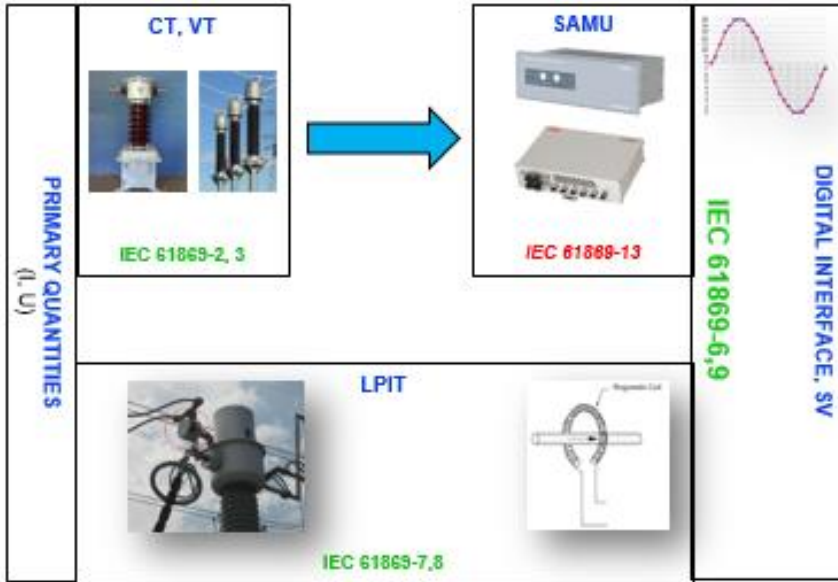 CT, VT
SAMU
IEC 61869-2, 3
IEC 61869-13
PRIMARY QUANTITIES
(I, U)
IEC 61869-6,9
DIGITAL INTERFACE, SV
LPIT
IEC 61869-7,8